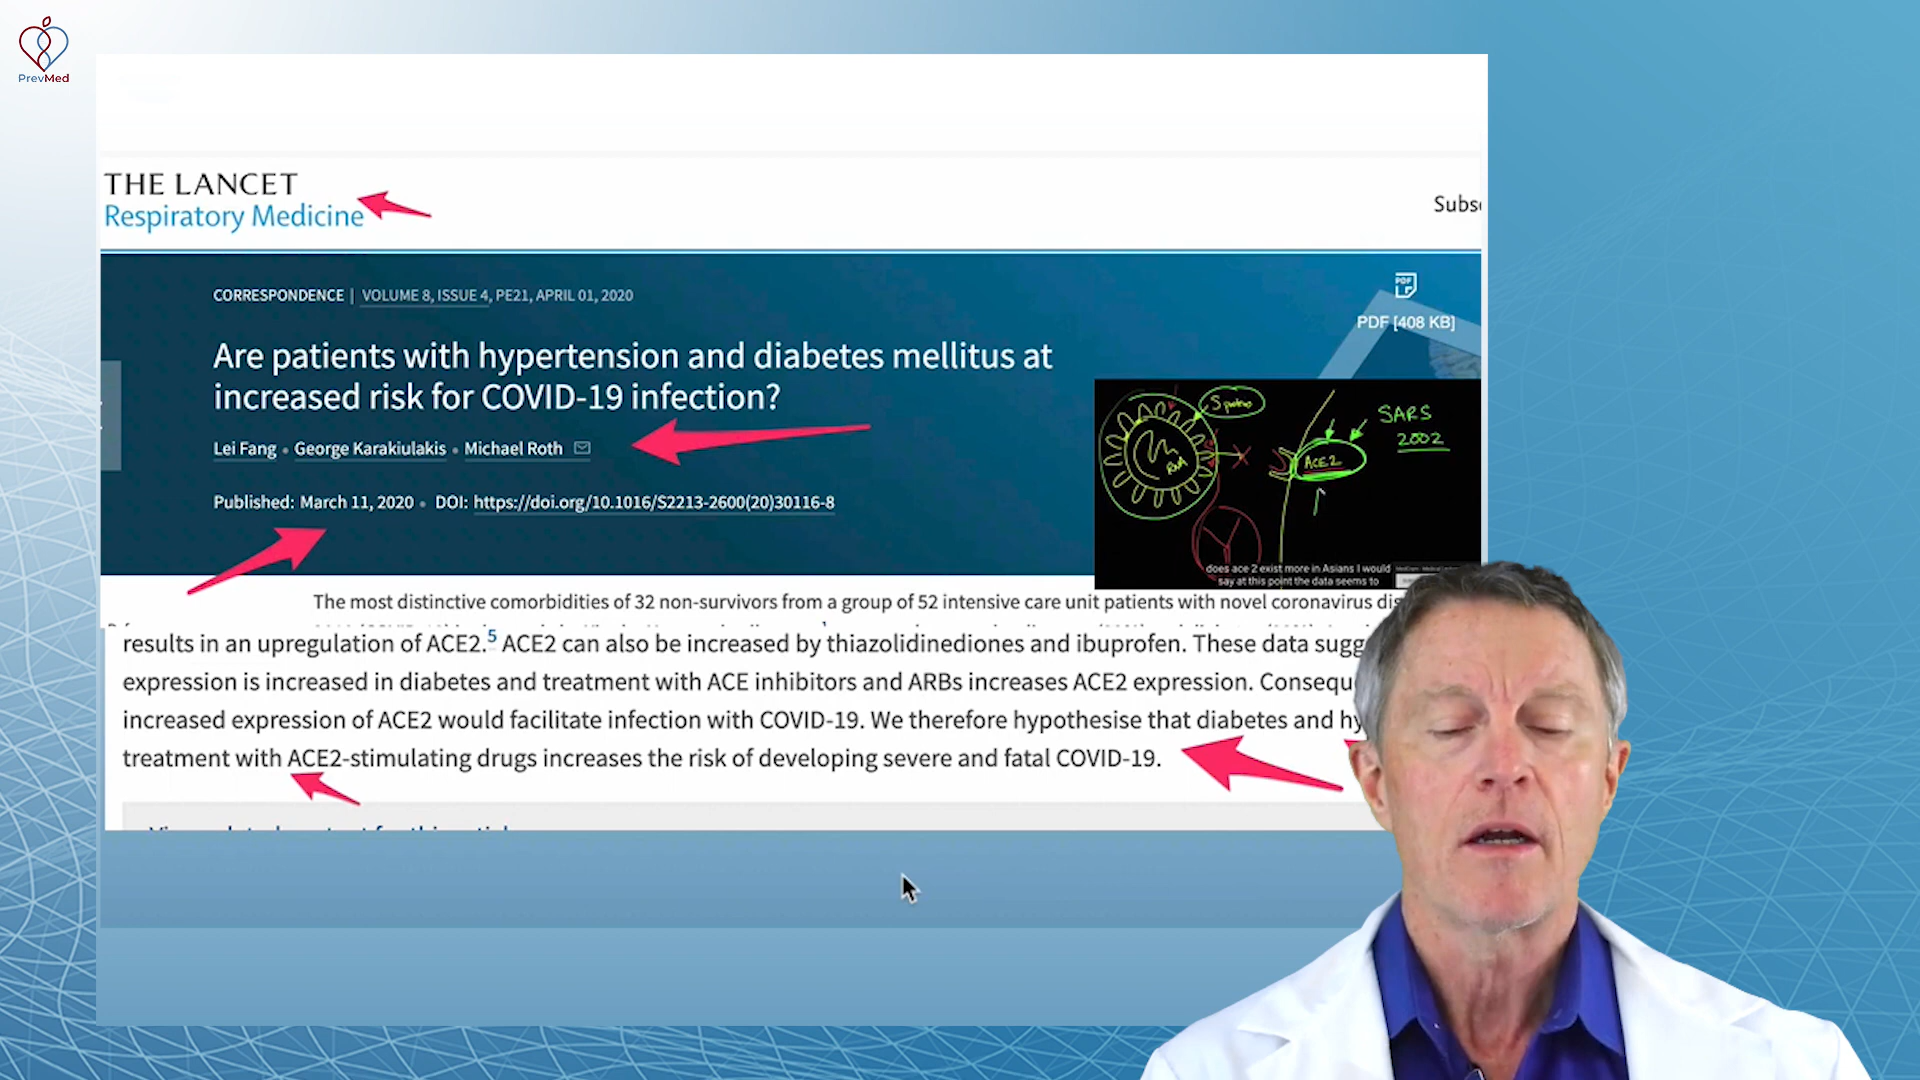 PrevMed
THE LANCET
Respiratory Medicine
Subs
CORRESPONDENCE | VOLUME 8, ISSUE 4, PE21, APRIL 01, 2020
PDF
PDF [408 KB]
Are patients with hypertension and diabetes mellitus at
increased risk for COVID-19 infection?
Lei Fang • George Karakiulakis • Michael Roth
Published: March 11, 2020 • DOI: https://doi.org/10.1016/S2213-2600(20)30116-8
S protein
SARS
2002
RNA
ACE2
does ace 2 exist more in Asians I would
say at this point the data seems to
The most distinctive comorbidities of 32 non-survivors from a group of 52 intensive care unit patients with novel coronavirus dis
results in an upregulation of ACE2.5 ACE2 can also be increased by thiazolidinediones and ibuprofen. These data sugg
expression is increased in diabetes and treatment with ACE inhibitors and ARBs increases ACE2 expression. Consequ
increased expression of ACE2 would facilitate infection with COVID-19. We therefore hypothesise that diabetes and hy
treatment with ACE2-stimulating drugs increases the risk of developing severe and fatal COVID-19.